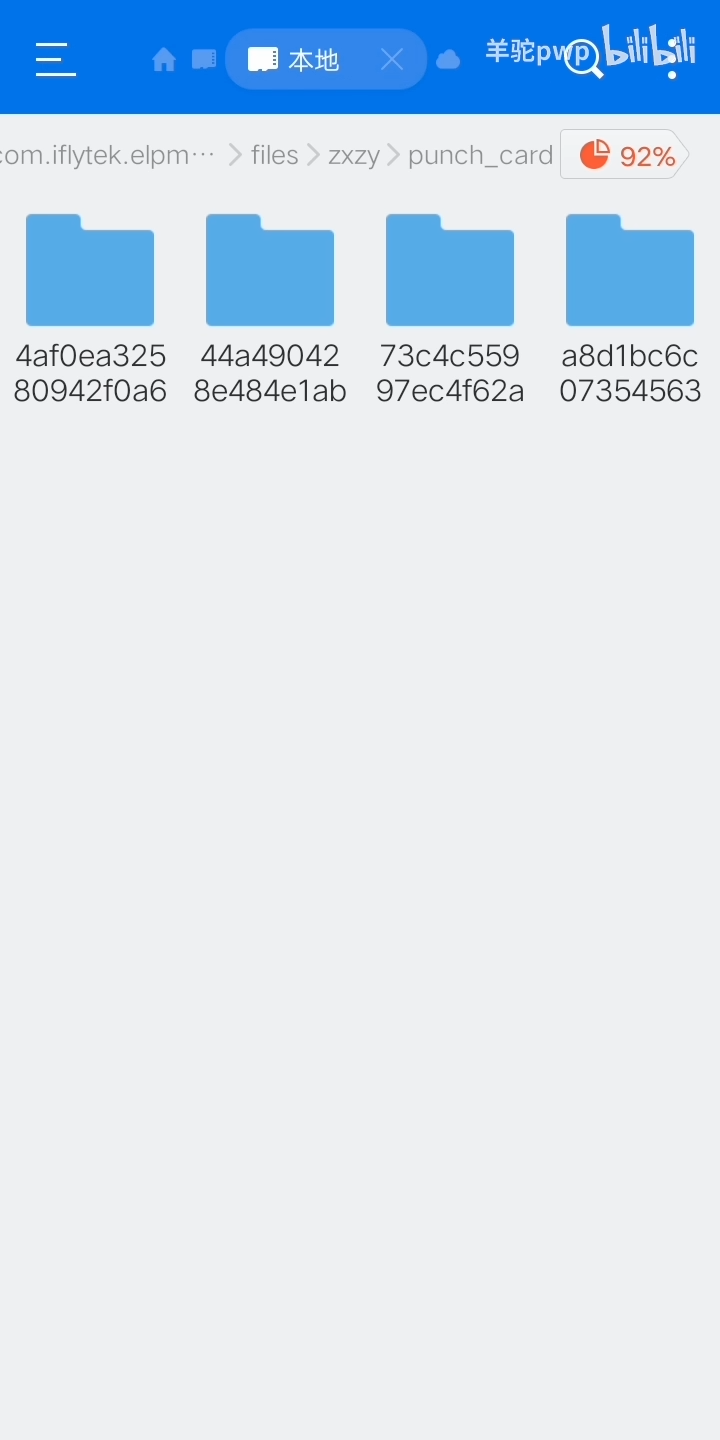 本地
羊驼pwp bilibili
com.iflytek.elpm… files zxzy punch_card 92%
4af0ea325 44a49042 73c4c559 a8d1bc6c
80942f0a6 8e484e1ab 97ec4f62a 07354563